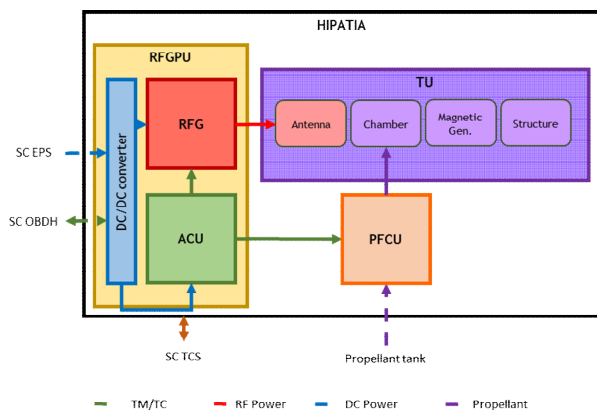 HIPATIA
RFGPU
TU
DC/DC converter
RFG
Antenna
Chamber
Magnetic
Gen.
Structure
SC EPS
SC OBDH
ACU
PFCU
SC TCS
Propellant tank
TM/TC
RF Power
DC Power
Propellant